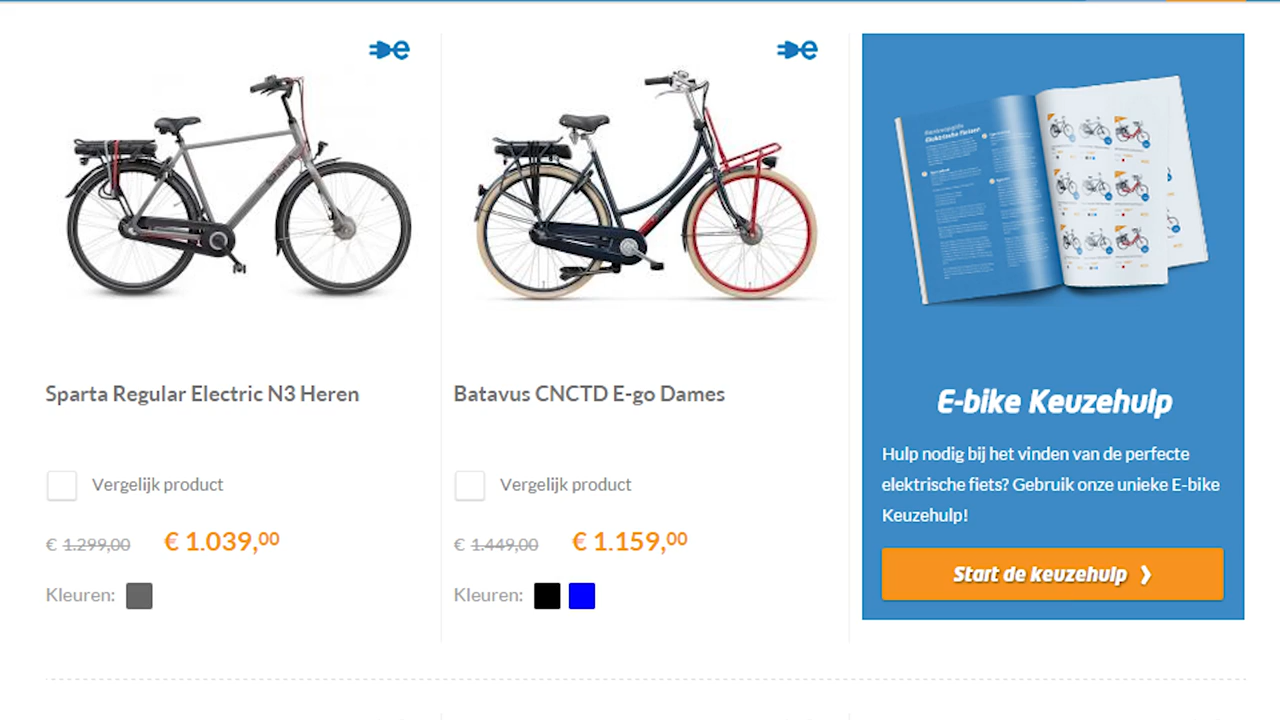 Sparta Regular Electric N3 Heren
Vergelijk product
€ 1.299,00 € 1.039,00
Kleuren:
Batavus CNCTD E-go Dames
Vergelijk product
€ 1.449,00 € 1.159,00
Kleuren:
Elektrische Fietsen
E-bike Keuzehulp
Hulp nodig bij het vinden van de perfecte
elektrische fiets? Gebruik onze unieke E-bike
Keuzehulp!
Start de keuzehulp